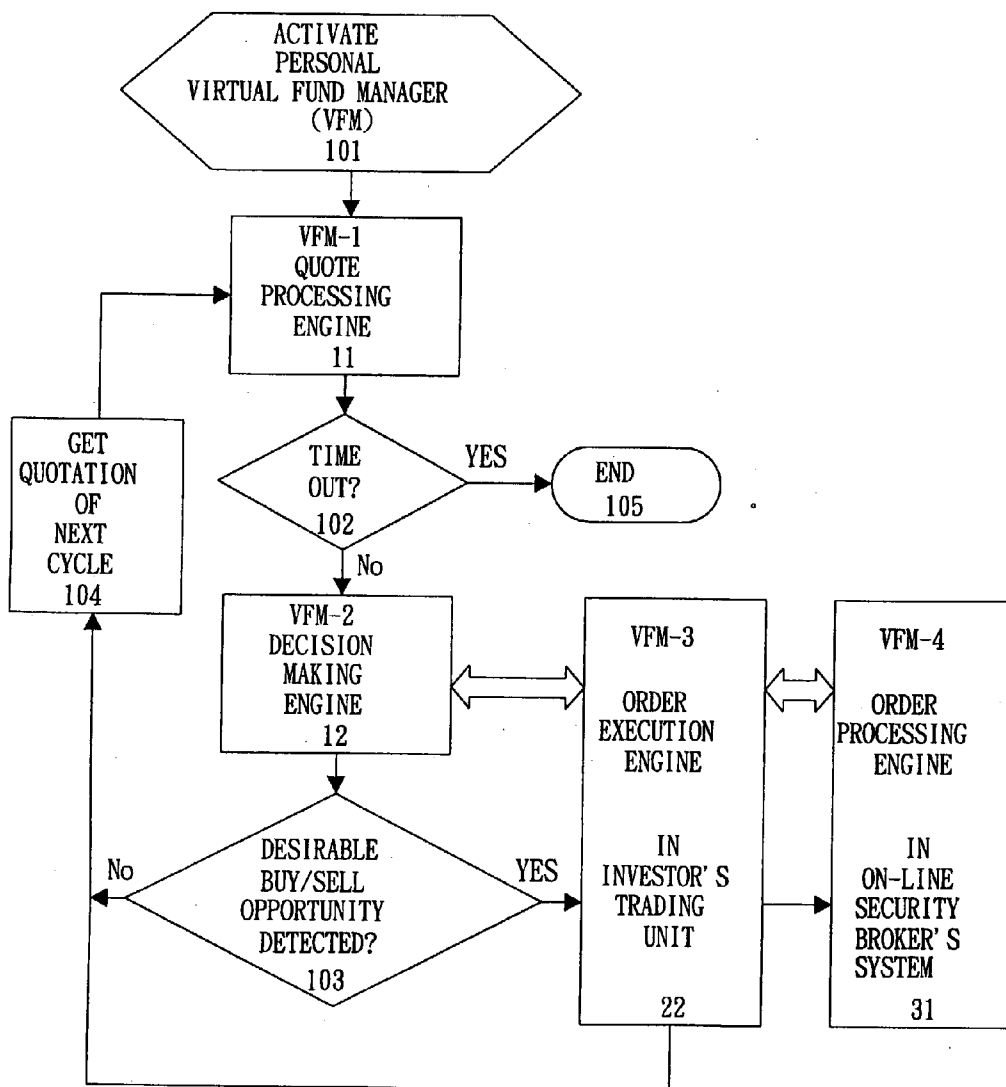 ACTIVATE
PERSONAL
VIRTUAL FUND MANAGER
(VFM)
101
VFM-1
QUOTE
PROCESSING
ENGINE
11
GET
QUOTATION
OF
NEXT
CYCLE
104
TIME
OUT?
102
YES
END
105
No
VFM-2
DECISION
MAKING
ENGINE
12
VFM-3
ORDER
EXECUTION
ENGINE
IN
INVESTOR'S
TRADING
UNIT
22
VFM-4
ORDER
PROCESSING
ENGINE
IN
ON-LINE
SECURITY
BROKER'S
SYSTEM
31
No
DESIRABLE
BUY/SELL
OPPORTUNITY
DETECTED?
103
YES